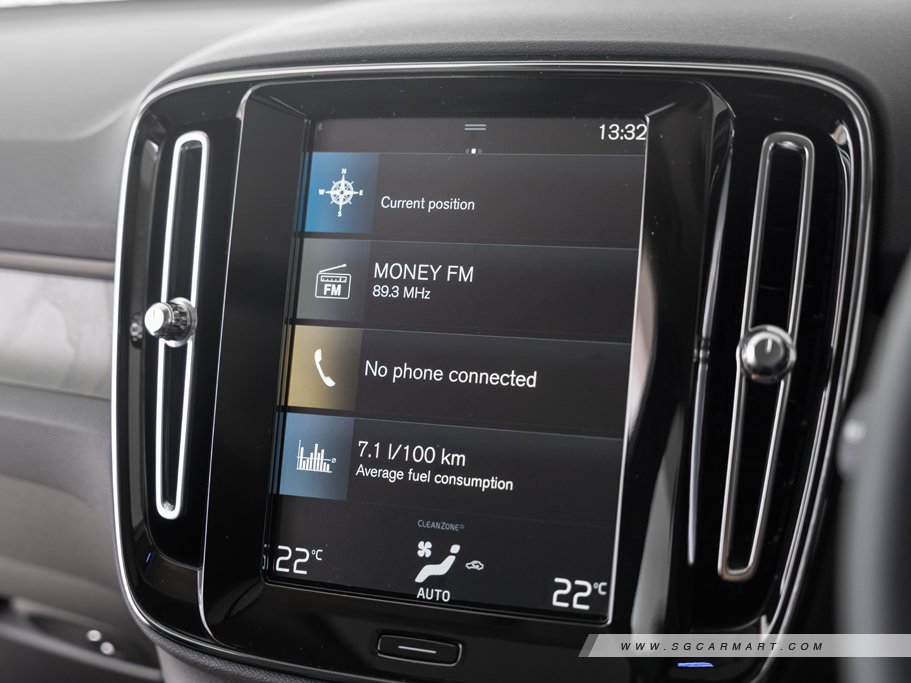 13:32
N
W E
S
Current position
MONEY FM
89.3 MHz
FM
No phone connected
7.1 l/100 km
Average fuel consumption
CLEANZONE®
22°C
AUTO
22°C
WWW.SGCARMART.COM